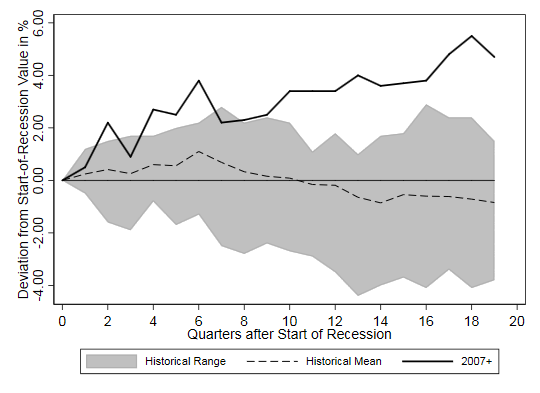 Deviation from Start-of-Recession Value in %
6.00
4.00
2.00
0.00
-2.00
-4.00
0 2 4 6 8 10 12 14 16 18 20
Quarters after Start of Recession
Historical Range Historical Mean 2007+